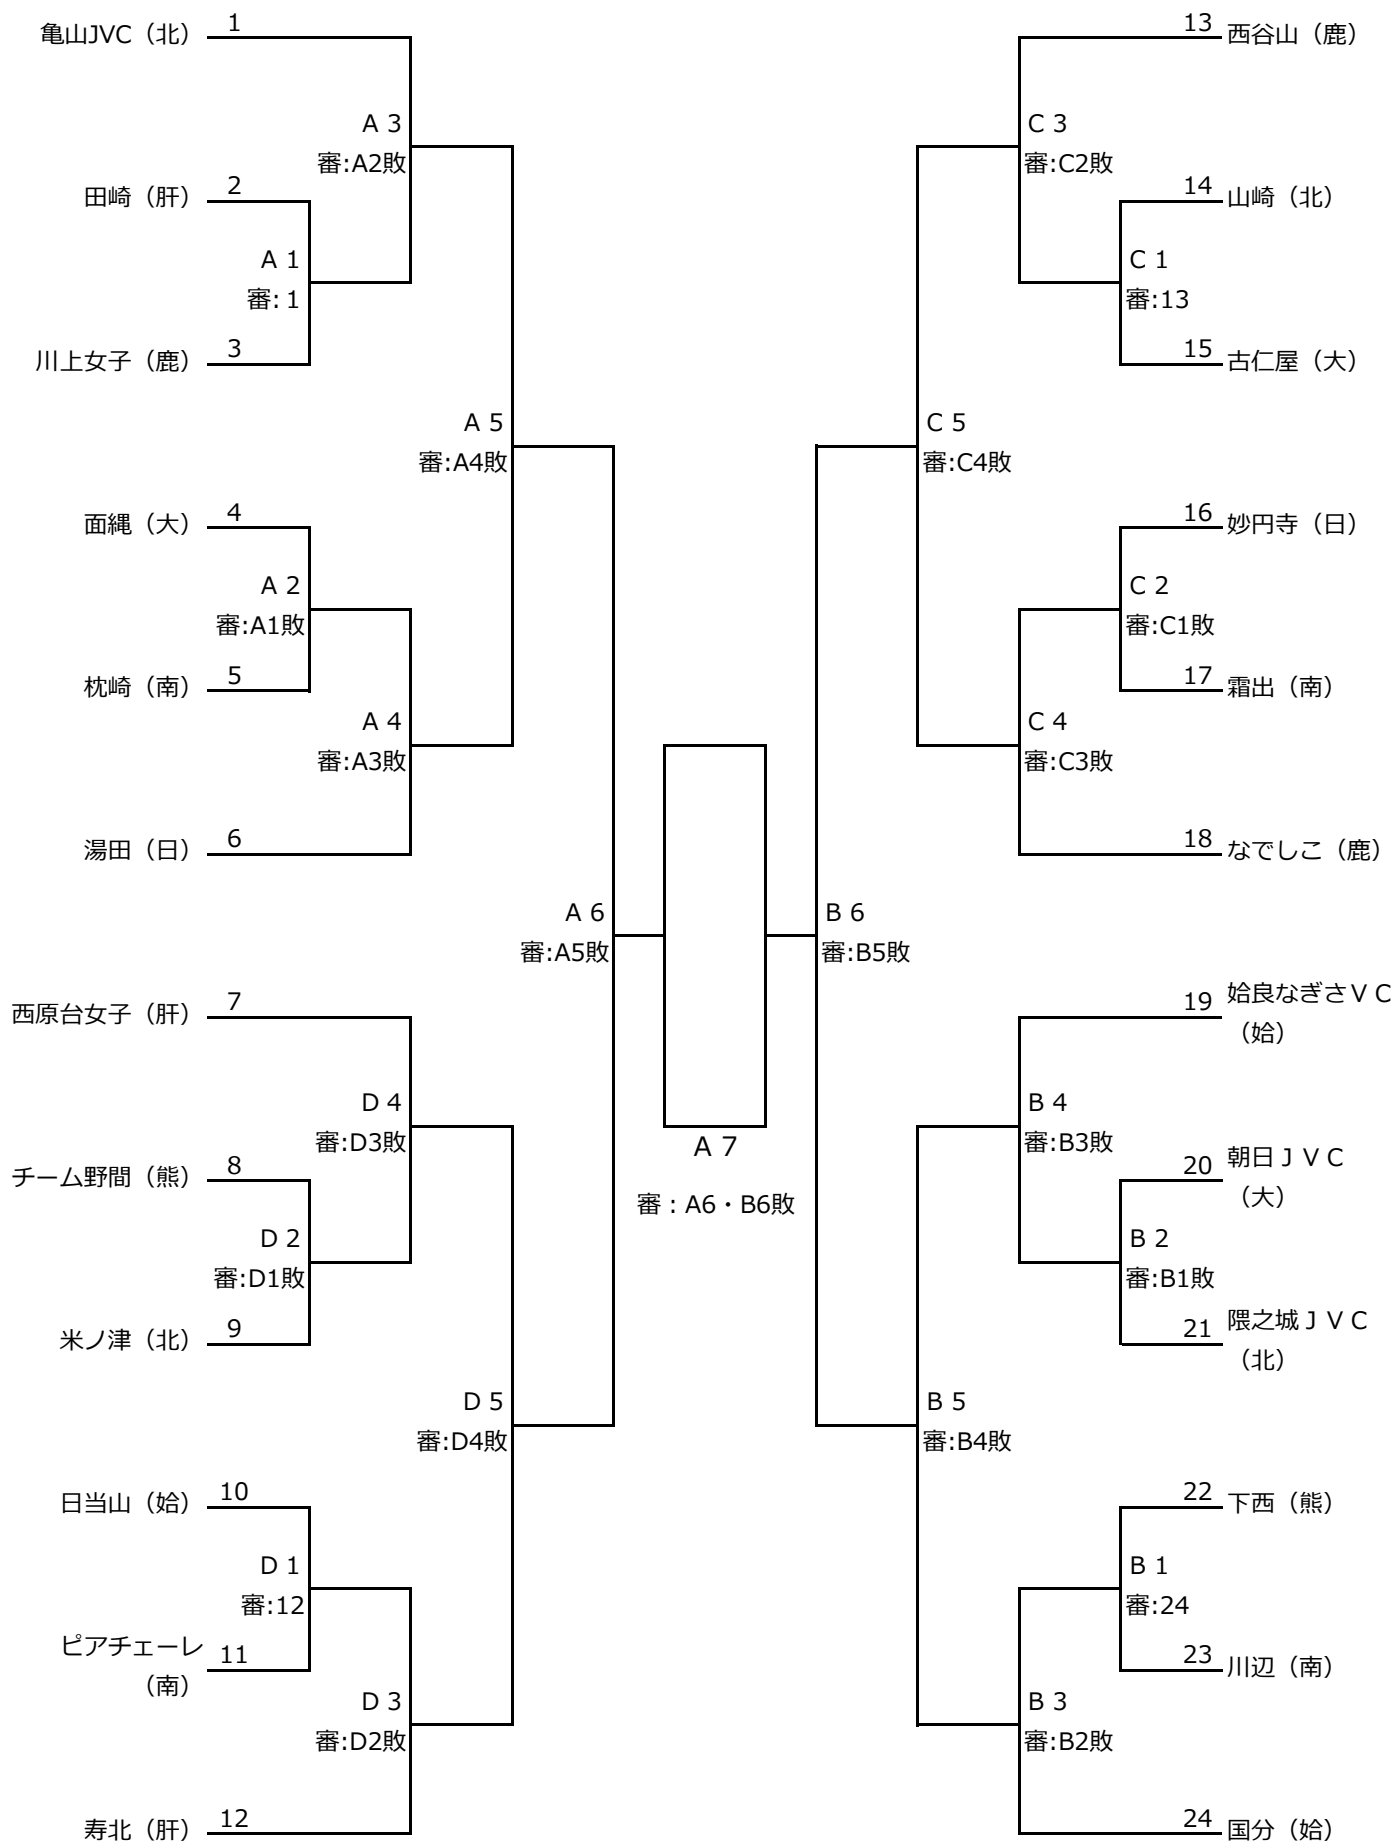 亀山JVC（北）
1
A 3
審:A2敗
田崎（肝）
2
A 1
審: 1
川上女子（鹿）
3
A 5
審:A4敗
面縄（大）
4
A 2
審:A1敗
枕崎（南）
5
A 4
審:A3敗
湯田（日）
6
A 6
審:A5敗
西原台女子（肝）
7
D 4
審:D3敗
チーム野間（熊）
8
D 2
審:D1敗
米ノ津（北）
9
D 5
審:D4敗
日当山（姶）
10
D 1
審:12
ピアチェーレ
（南）
11
D 3
審:D2敗
寿北（肝）
12
A 7
審：A6・B6敗
13
西谷山（鹿）
C 3
審:C2敗
14
山崎（北）
C 1
審:13
15
古仁屋（大）
C 5
審:C4敗
16
妙円寺（日）
C 2
審:C1敗
17
霜出（南）
C 4
審:C3敗
18
なでしこ（鹿）
B 6
審:B5敗
19
姶良なぎさＶＣ
（姶）
B 4
審:B3敗
20
朝日ＪＶＣ
（大）
B 2
審:B1敗
21
隈之城ＪＶＣ
（北）
B 5
審:B4敗
22
下西（熊）
B 1
審:24
23
川辺（南）
B 3
審:B2敗
24
国分（姶）